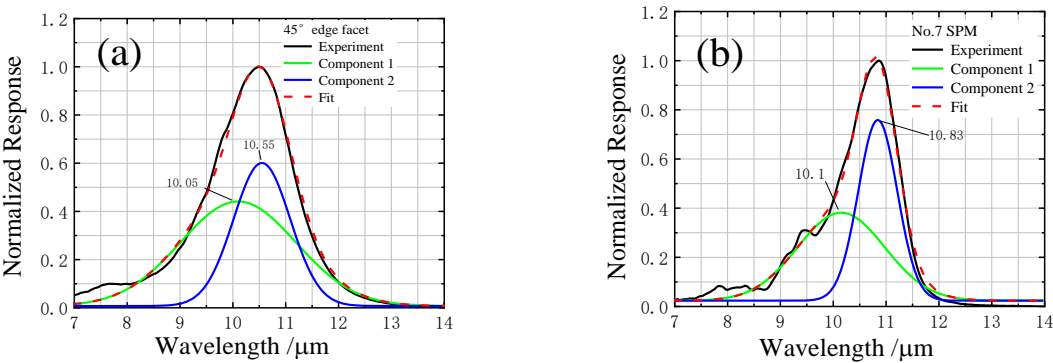 1.2
1.0
0.8
0.6
0.4
0.2
0.0
Normalized Response
(a)
45° edge facet
Experiment
Component 1
Component 2
Fit
10.55
10.05
7 8 9 10 11 12 13 14
Wavelength /μm
1.2
1.0
0.8
0.6
0.4
0.2
0.0
Normalized Response
(b)
No.7 SPM
Experiment
Component 1
Component 2
Fit
10.83
10.1
7 8 9 10 11 12 13 14
Wavelength /μm